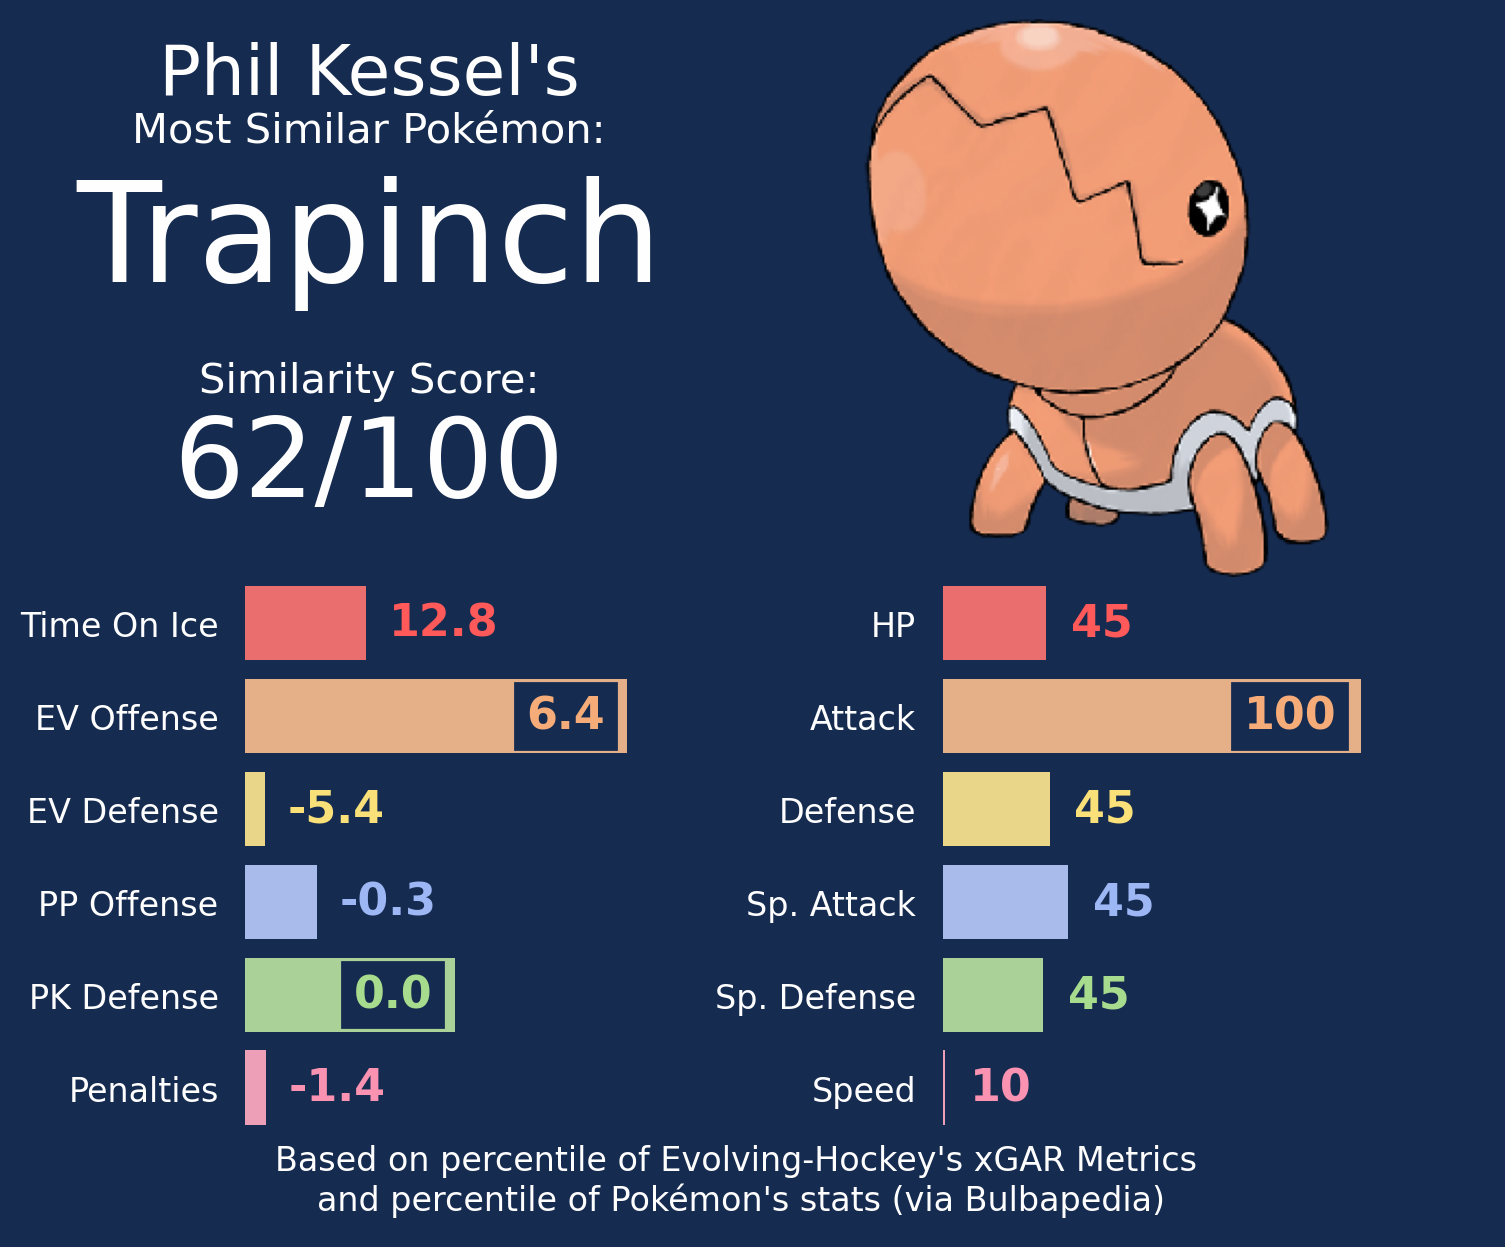 Phil Kessel's
Most Similar Pokémon:
Trapinch
Similarity Score:
62/100
Time On Ice 12.8
EV Offense 6.4
EV Defense -5.4
PP Offense -0.3
PK Defense 0.0
Penalties -1.4
HP 45
Attack 100
Defense 45
Sp. Attack 45
Sp. Defense 45
Speed 10
Based on percentile of Evolving-Hockey's xGAR Metrics
and percentile of Pokémon's stats (via Bulbapedia)